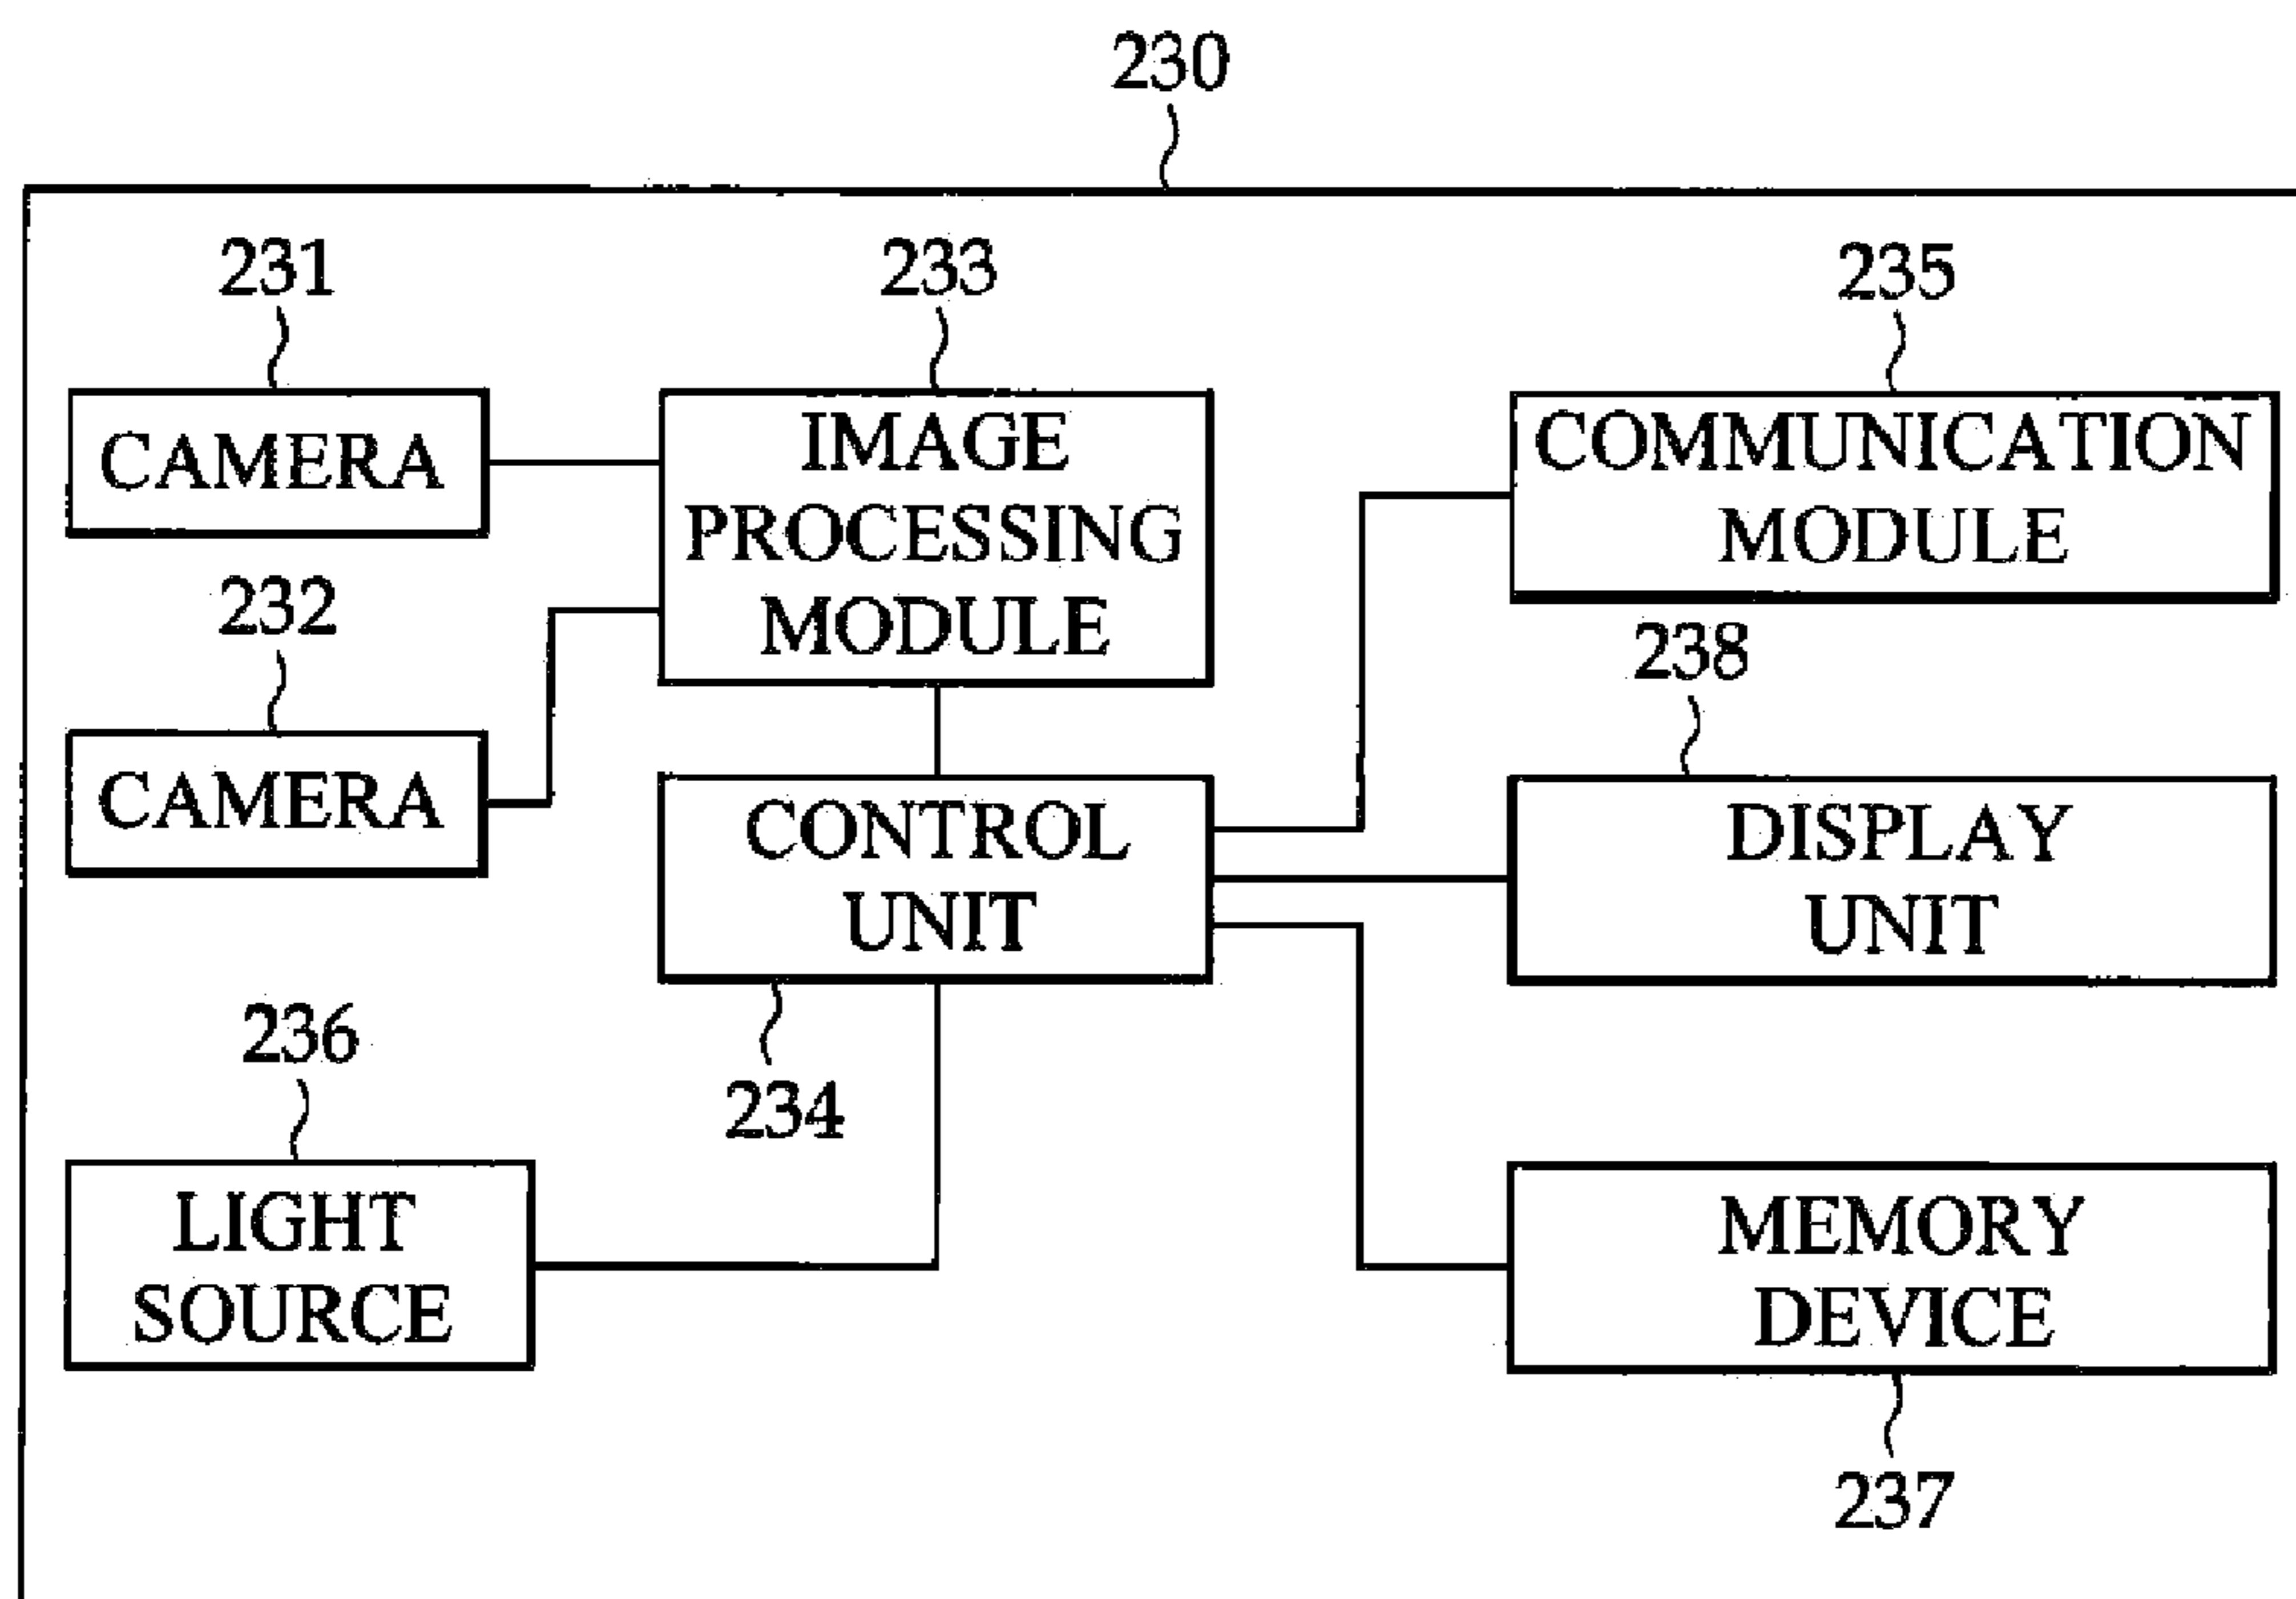 230
231
233
235
CAMERA
IMAGE
PROCESSING
MODULE
COMMUNICATION
MODULE
232
238
CAMERA
CONTROL
UNIT
DISPLAY
UNIT
236
234
LIGHT
SOURCE
MEMORY
DEVICE
237